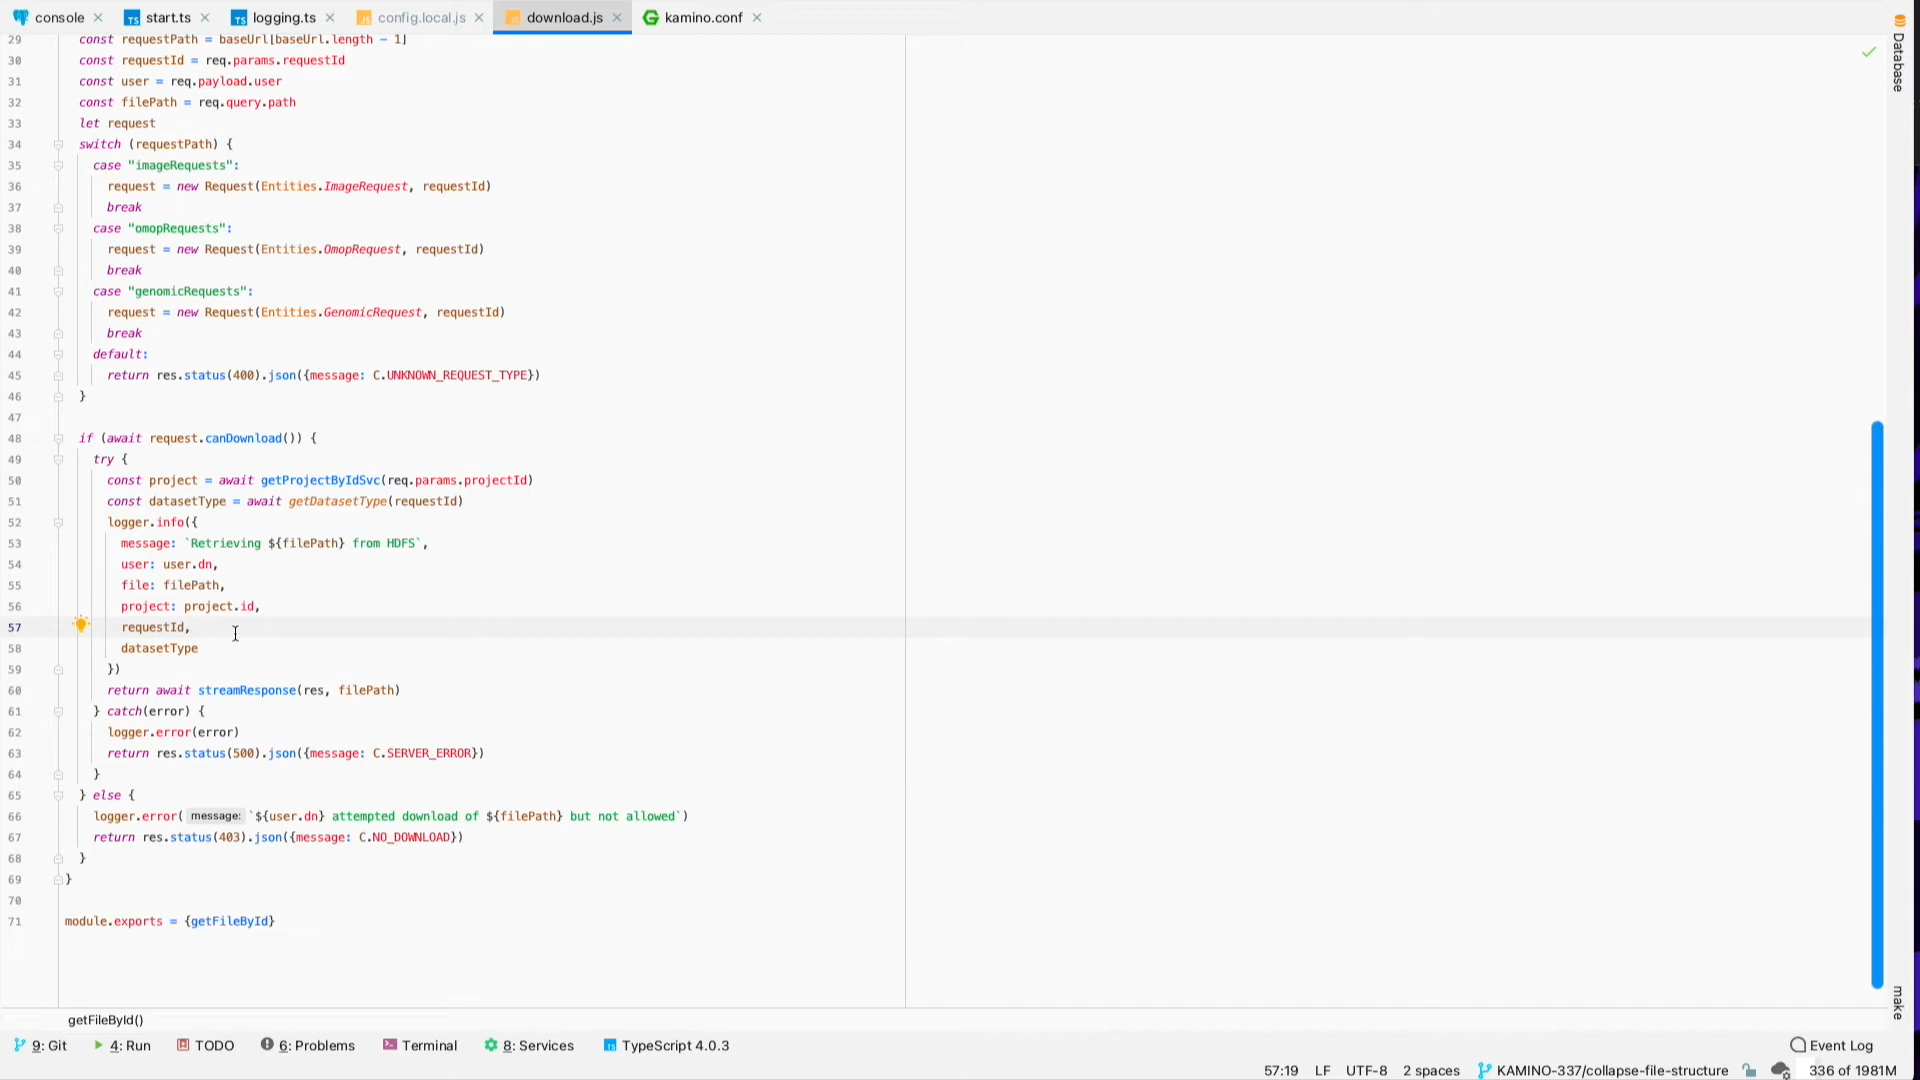 console
start.ts
logging.ts
config.local.js
download.js
kamino.conf
29 const requestPath = baseUrl[baseUrl.length - 1]
30 const requestId = req.params.requestId
31 const user = req.payload.user
32 const filePath = req.query.path
33 let request
34 switch (requestPath) {
35 case "imageRequests":
36 request = new Request(Entities.ImageRequest, requestId)
37 break
38 case "omopRequests":
39 request = new Request(Entities.OmopRequest, requestId)
40 break
41 case "genomicRequests":
42 request = new Request(Entities.GenomicRequest, requestId)
43 break
44 default:
45 return res.status(400).json({message: C.UNKNOWN_REQUEST_TYPE})
46 }
47
48 if (await request.canDownload()) {
49 try {
50 const project = await getProjectByIdSvc(req.params.projectId)
51 const datasetType = await getDatasetType(requestId)
52 logger.info({
53 message: `Retrieving ${filePath} from HDFS`,
54 user: user.dn,
55 file: filePath,
56 project: project.id,
57 requestId,
58 datasetType
59 })
60 return await streamResponse(res, filePath)
61 } catch(error) {
62 logger.error(error)
63 return res.status(500).json({message: C.SERVER_ERROR})
64 }
65 } else {
66 logger.error( message: `${user.dn} attempted download of ${filePath} but not allowed`)
67 return res.status(403).json({message: C.NO_DOWNLOAD})
68 }
69 }
70
71 module.exports = {getFileById}
Database
make
getFileById()
9: Git
4: Run
TODO
6: Problems
Terminal
8: Services
TypeScript 4.0.3
Event Log
57:19
LF
UTF-8
2 spaces
KAMINO-337/collapse-file-structure
336 of 1981M